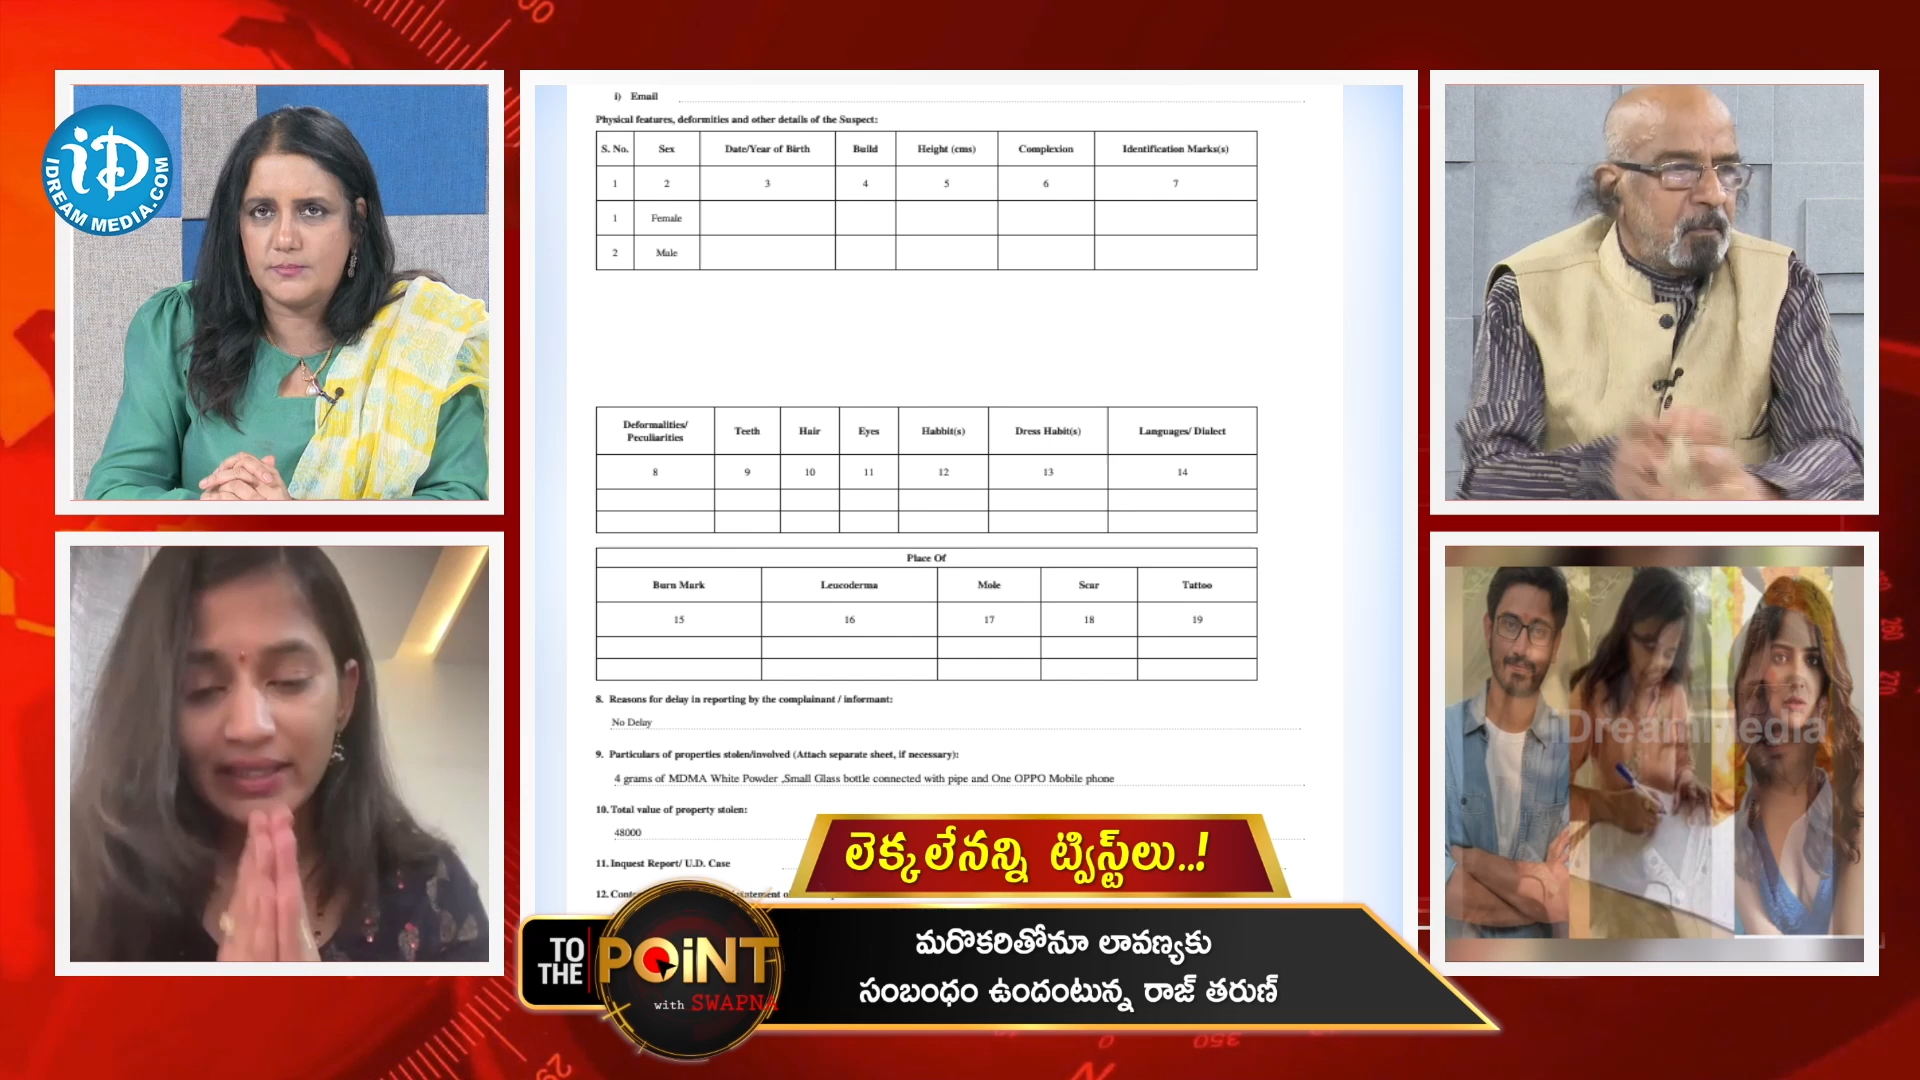 iD
IDREAM MEDIA.COM
i) Email
Physical features, deformities and other details of the Suspect:
S. No. Sex Date/Year of Birth Build Height (cms) Complexion Identification Marks(s)
1 2 3 4 5 6 7
1 Female
2 Male
Deformalities/ Peculiarities Teeth Hair Eyes Habbit(s) Dress Habit(s) Languages/ Dialect
8 9 10 11 12 13 14
Place Of
Burn Mark Leucoderma Mole Scar Tattoo
15 16 17 18 19
8. Reasons for delay in reporting by the complainant / informant:
No Delay
9. Particulars of properties stolen/involved (Attach separate sheet, if necessary):
4 grams of MDMA White Powder ,Small Glass bottle connected with pipe and One OPPO Mobile phone
10. Total value of property stolen:
48000
11. Inquest Report/ U.D. Case
12.
iDreamMedia
లెక్కలేనన్ని ట్విస్ట్‌లు..!
TO THE POiNT
with SWAPNA
మరొకరితోనూ లావణ్యకు
సంబంధం ఉందంటున్న రాజ్ తరుణ్